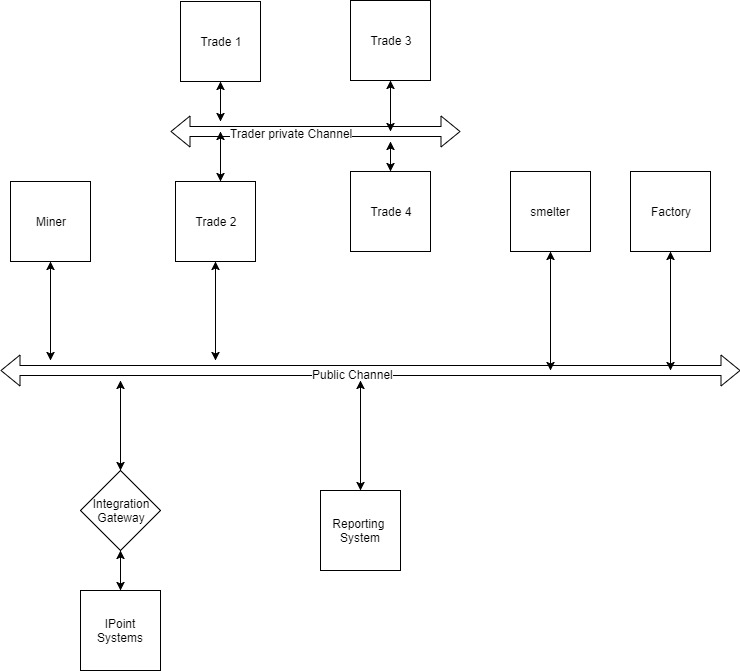 Trade 1
Trade 3
Trader private Channel
Miner
Trade 2
Trade 4
smelter
Factory
Public Channel
Integration
Gateway
Reporting
System
IPoint
Systems